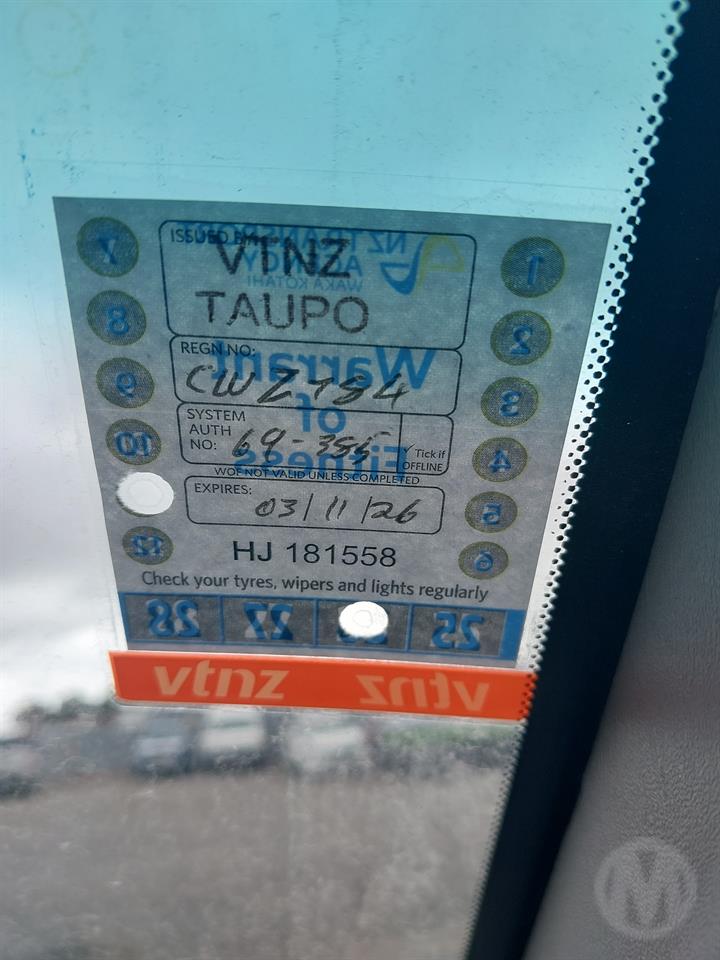 ISSUED BY:
VTNZ
TAUPO
NZ TRANSPORT
AGENCY
WAKA KOTAHI
Warrant
of
Fitness
REGN NO:
SYSTEM
AUTH
NO: 69-355
✓ Tick if
OFFLINE
WOF NOT VALID UNLESS COMPLETED
EXPIRES:
03/11/26
HJ 181558
Check your tyres, wipers and lights regularly
7
8
9
10
12
1
2
3
4
5
6
28 27 25
vtnz vtnz
M